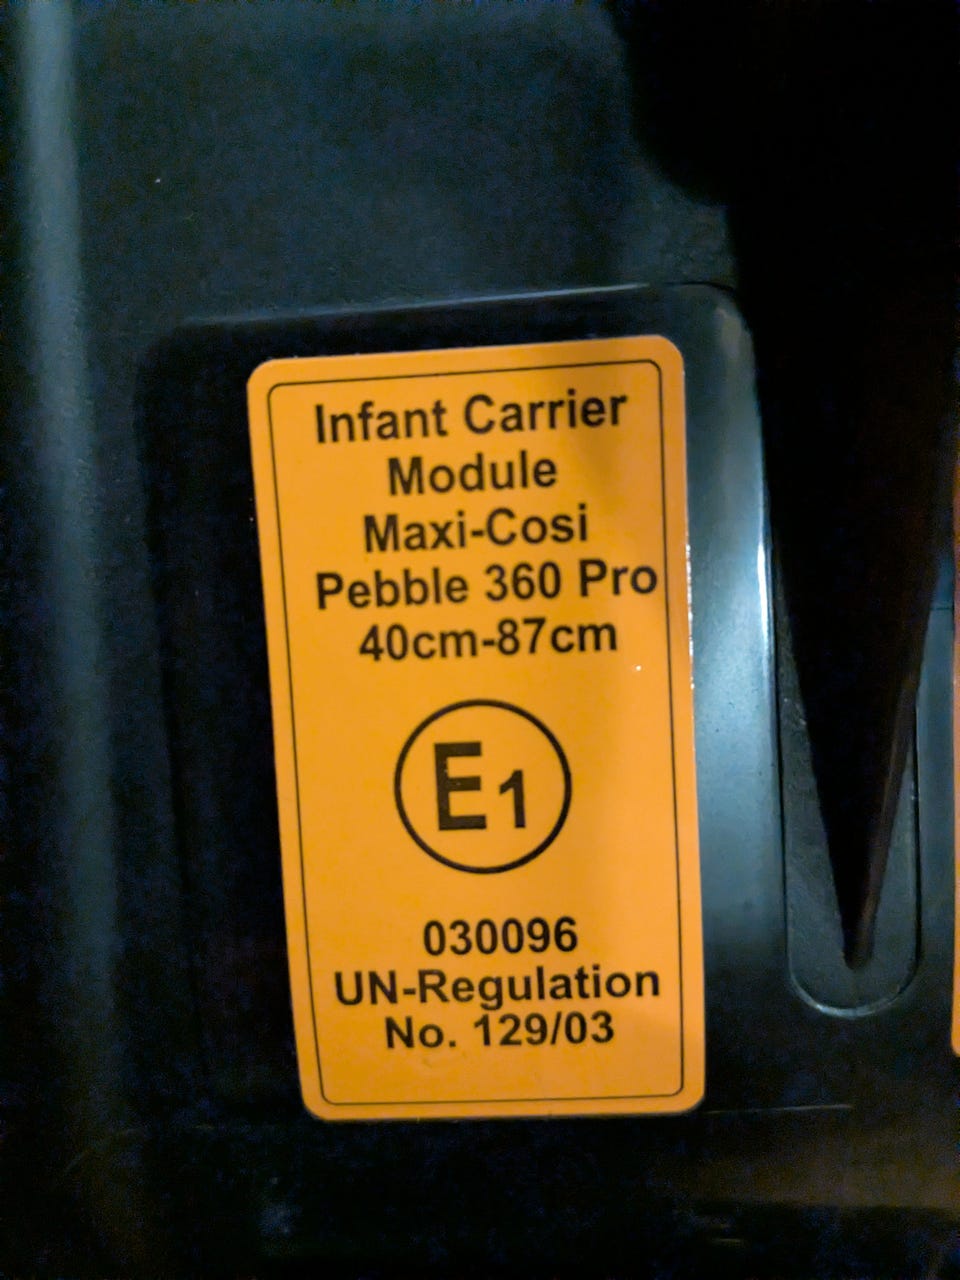 Infant Carrier
Module
Maxi-Cosi
Pebble 360 Pro
40cm-87cm
E1
030096
UN-Regulation
No. 129/03